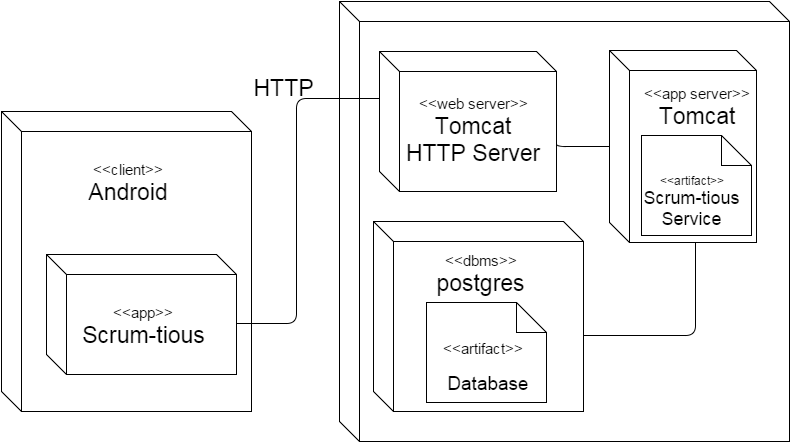 HTTP
<<client>>
Android
<<app>>
Scrum-tious
<<web server>>
Tomcat
HTTP Server
<<app server>>
Tomcat
<<artifact>>
Scrum-tious
Service
<<dbms>>
postgres
<<artifact>>
Database